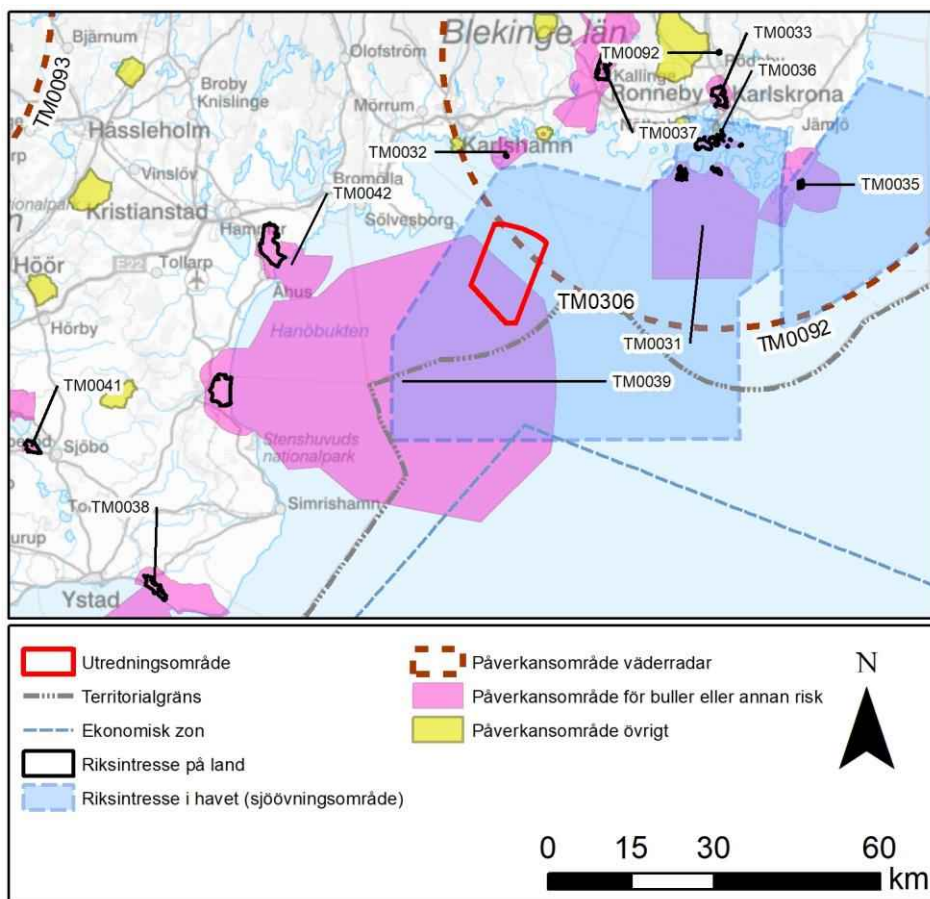 Bjärnum
Olofström
Blekinge län
TM0033
TM0092
Rödeby
TM0036
Broby
Knislinge
Kallinge
Ronneby
Karlskrona
TM0093
Mörrum
Hässleholm
TM0037
Jämjö
Karlshamn
TM0032
TM0035
Vinslöv
Bromölla
TM0042
Kristianstad
Sölvesborg
Höör
E22
Tollarp
Åhus
TM0306
Hörby
Hanöbukten
TM0031
TM0092
TM0041
TM0039
Sjöbo
Stenshuvuds
nationalpark
Simrishamn
TM0038
Ystad
Utredningsområde
Territorialgräns
Ekonomisk zon
Riksintresse på land
Riksintresse i havet (sjöövningsområde)
Påverkansområde väderradar
Påverkansområde för buller eller annan risk
Påverkansområde övrigt
N
0 15 30 60
km